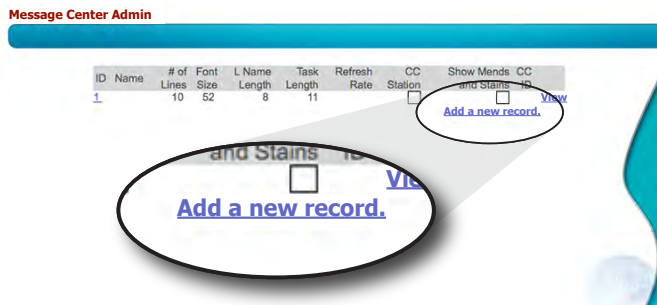 Message Center Admin
ID Name # of Lines Font Size L Name Length Task Length Refresh Rate CC Station Show Mends and Stains CC ID
1 10 52 8 11 View
Add a new record.
and Stains ID
Vie
Add a new record.